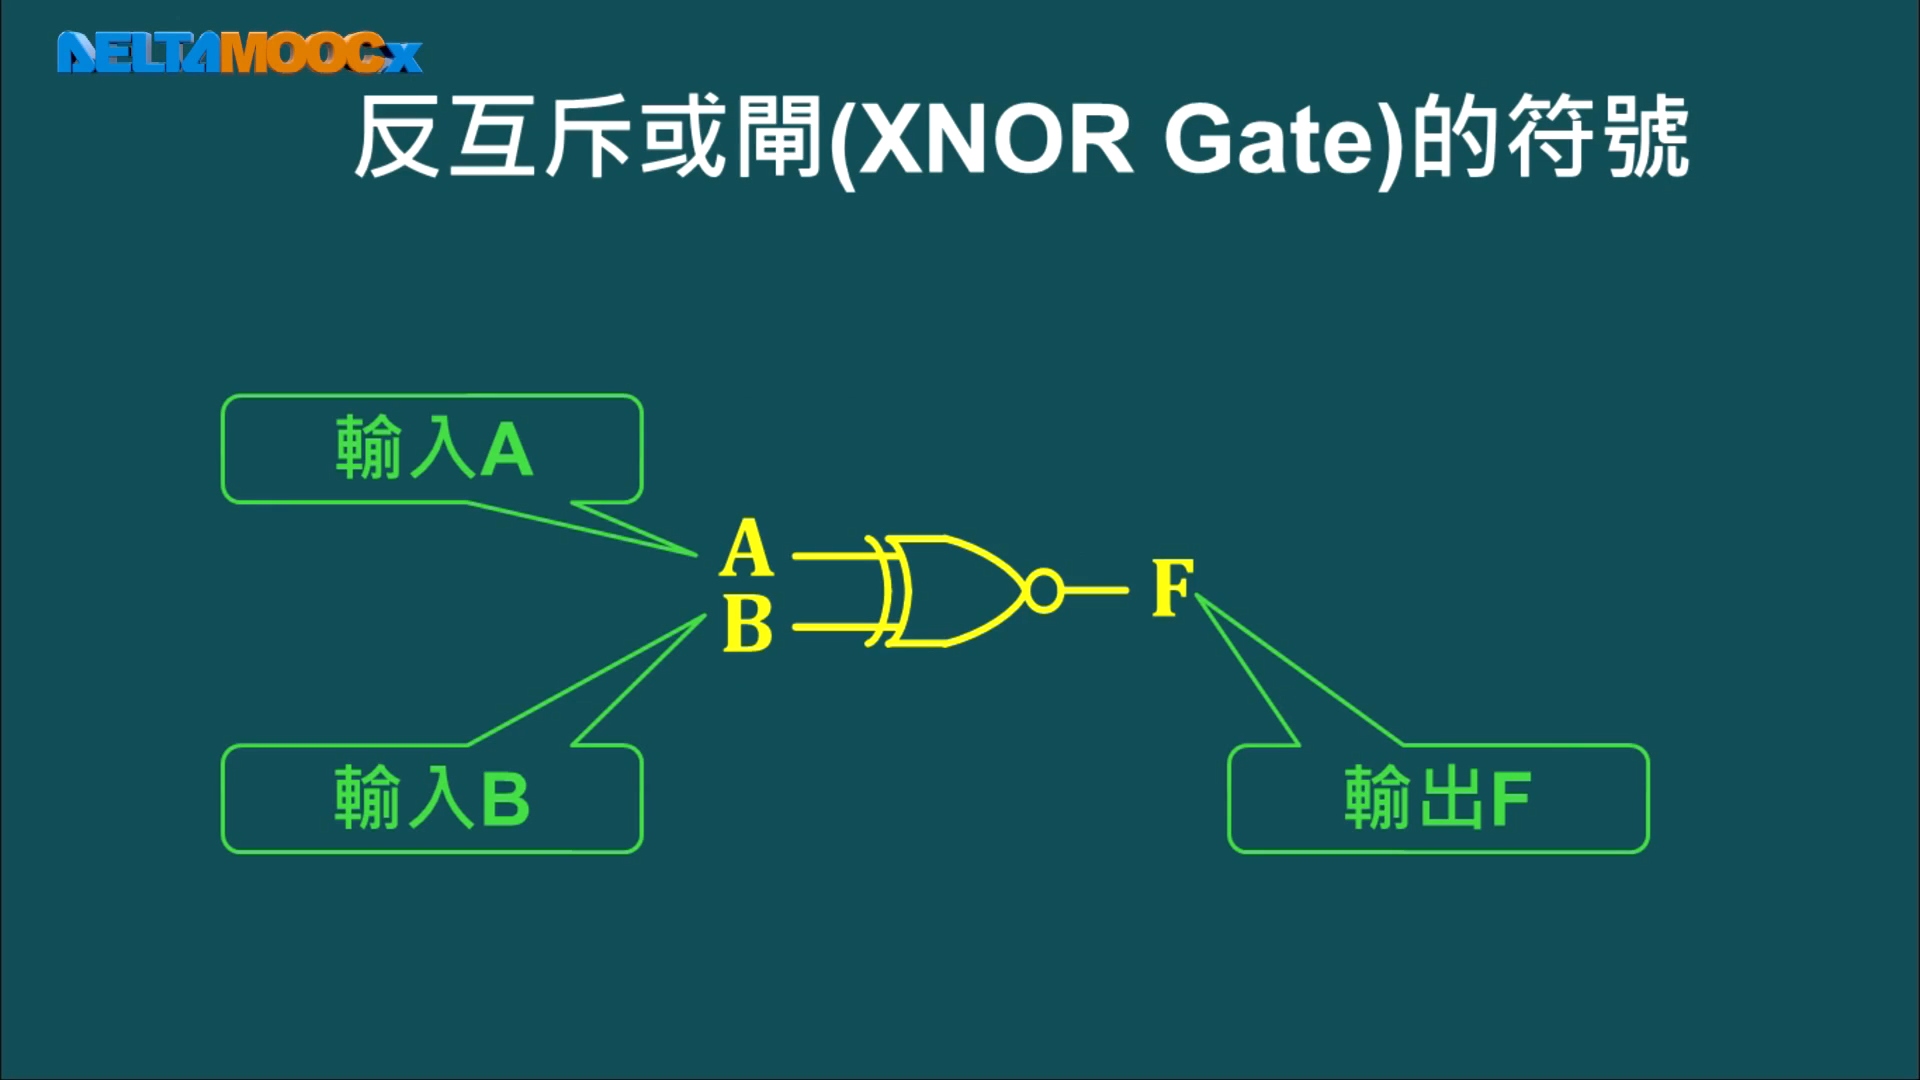 DELTAMOOCx
反互斥或閘(XNOR Gate)的符號
輸入A
A
B
F
輸入B
輸出F